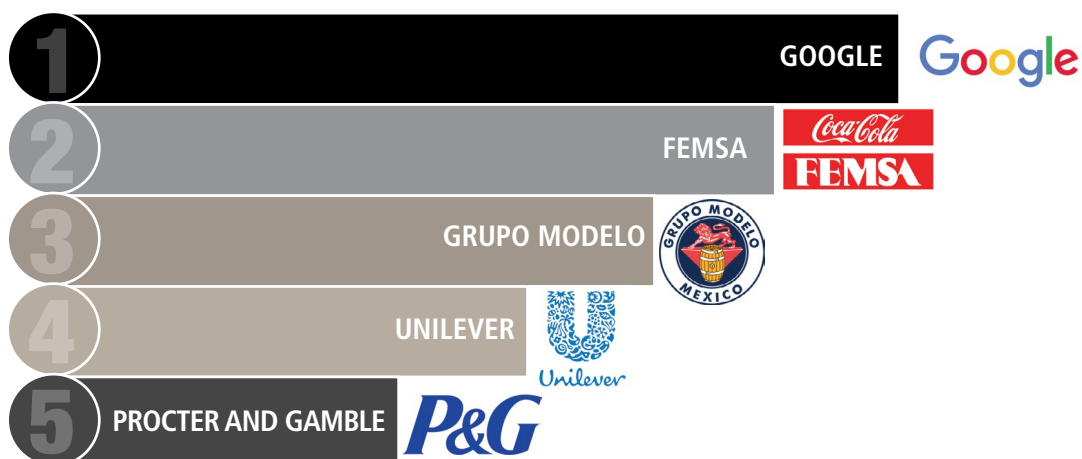 1
GOOGLE
Google
2
FEMSA
Coca-Cola
FEMSA
3
GRUPO MODELO
GRUPO MODELO
MEXICO
4
UNILEVER
U
Unilever
5
PROCTER AND GAMBLE
P&G